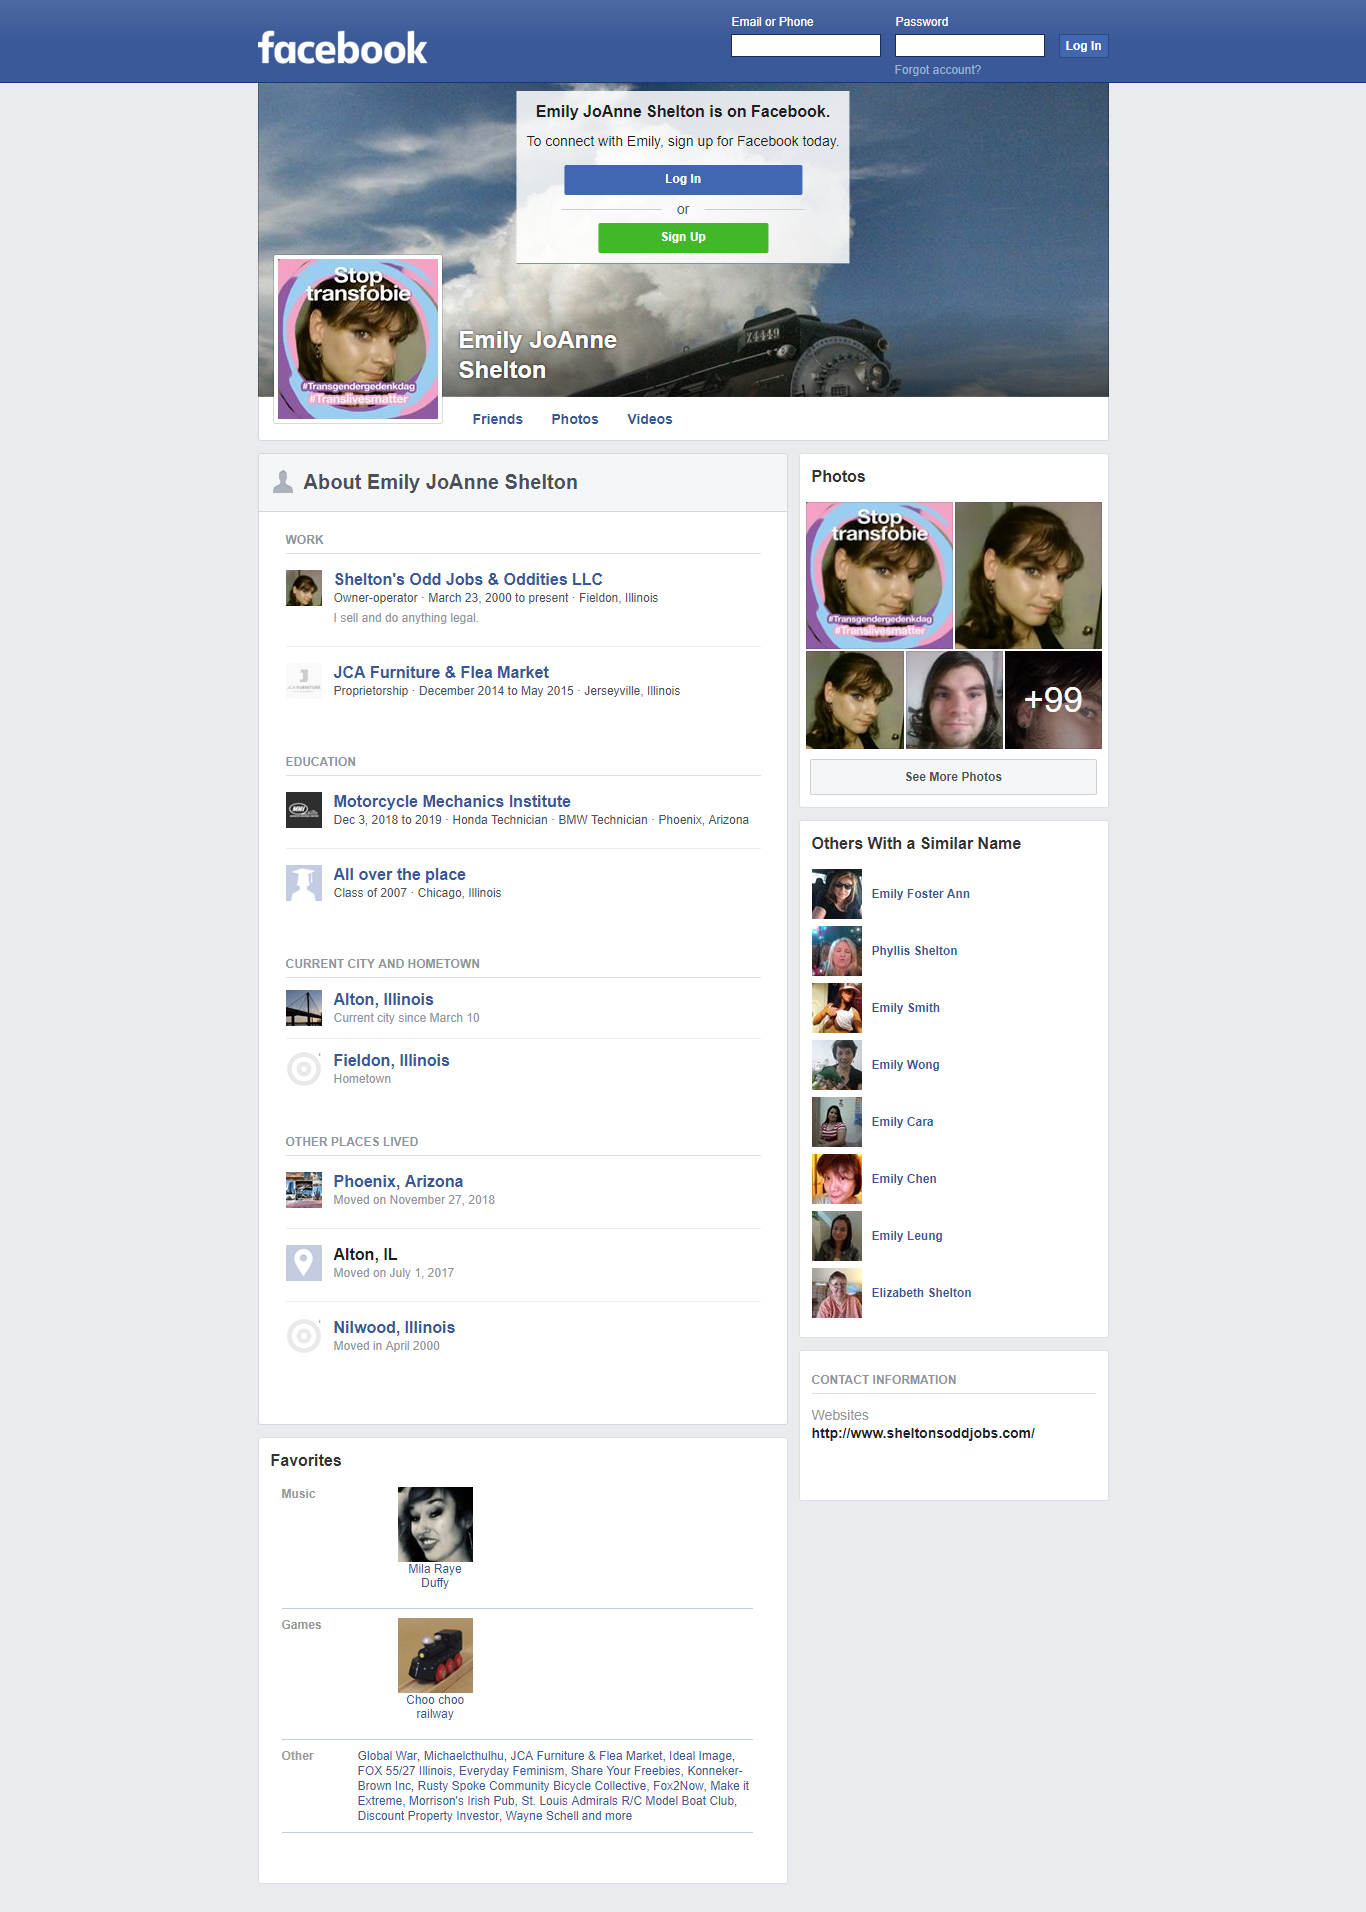 facebook
Email or Phone
Password
Log In
Forgot account?
Emily JoAnne Shelton is on Facebook.
To connect with Emily, sign up for Facebook today.
Log In
or
Sign Up
Stop
transfobie
#Transgendergedenkdag
#Translivesmatter
X4449
Emily JoAnne
Shelton
Friends
Photos
Videos
About Emily JoAnne Shelton
WORK
Shelton's Odd Jobs & Oddities LLC
Owner-operator · March 23, 2000 to present · Fieldon, Illinois
I sell and do anything legal.
JCA FURNITURE
JCA Furniture & Flea Market
Proprietorship · December 2014 to May 2015 · Jerseyville, Illinois
EDUCATION
MMI
Motorcycle Mechanics Institute
Dec 3, 2018 to 2019 · Honda Technician · BMW Technician · Phoenix, Arizona
All over the place
Class of 2007 · Chicago, Illinois
CURRENT CITY AND HOMETOWN
Alton, Illinois
Current city since March 10
Fieldon, Illinois
Hometown
OTHER PLACES LIVED
Phoenix, Arizona
Moved on November 27, 2018
Alton, IL
Moved on July 1, 2017
Nilwood, Illinois
Moved in April 2000
Favorites
Music
Mila Raye
Duffy
Games
Choo choo
railway
Other
Global War, Michaelcthulhu, JCA Furniture & Flea Market, Ideal Image,
FOX 55/27 Illinois, Everyday Feminism, Share Your Freebies, Konneker-
Brown Inc, Rusty Spoke Community Bicycle Collective, Fox2Now, Make it
Extreme, Morrison's Irish Pub, St. Louis Admirals R/C Model Boat Club,
Discount Property Investor, Wayne Schell and more
Photos
Stop
transfobie
#Transgendergedenkdag
#Translivesmatter
+99
See More Photos
Others With a Similar Name
Emily Foster Ann
Phyllis Shelton
Emily Smith
Emily Wong
Emily Cara
Emily Chen
Emily Leung
Elizabeth Shelton
CONTACT INFORMATION
Websites
http://www.sheltonsoddjobs.com/